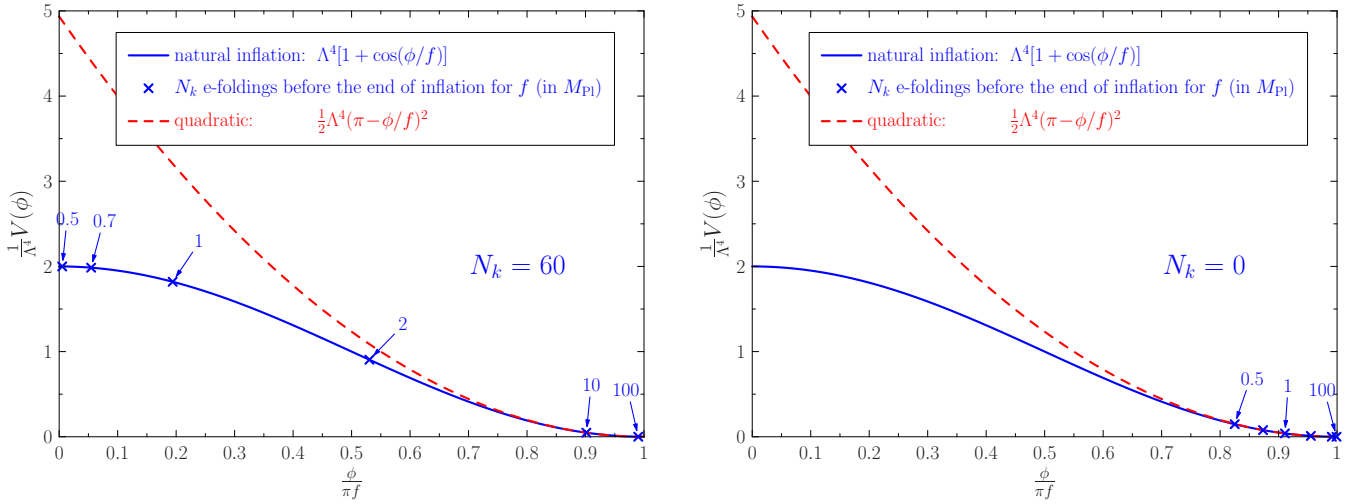 natural inflation: Λ⁴[1 + cos(ϕ/f)]
N_k e-foldings before the end of inflation for f (in M_Pl)
quadratic: ½Λ⁴(π−ϕ/f)²
5
4
3
2
1
0
1/Λ⁴ V(ϕ)
0.5
0.7
1
2
10
100
N_k = 60
0 0.1 0.2 0.3 0.4 0.5 0.6 0.7 0.8 0.9 1
ϕ/πf
natural inflation: Λ⁴[1 + cos(ϕ/f)]
N_k e-foldings before the end of inflation for f (in M_Pl)
quadratic: ½Λ⁴(π−ϕ/f)²
5
4
3
2
1
0
1/Λ⁴ V(ϕ)
N_k = 0
0.5
1
100
0 0.1 0.2 0.3 0.4 0.5 0.6 0.7 0.8 0.9 1
ϕ/πf